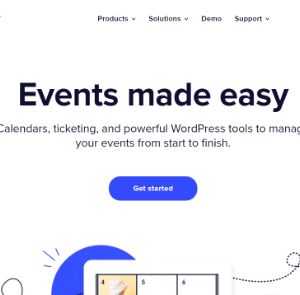 Products Solutions Demo Support
Events made easy
Calendars, ticketing, and powerful WordPress tools to manag
your events from start to finish.
Get started
4 5 6